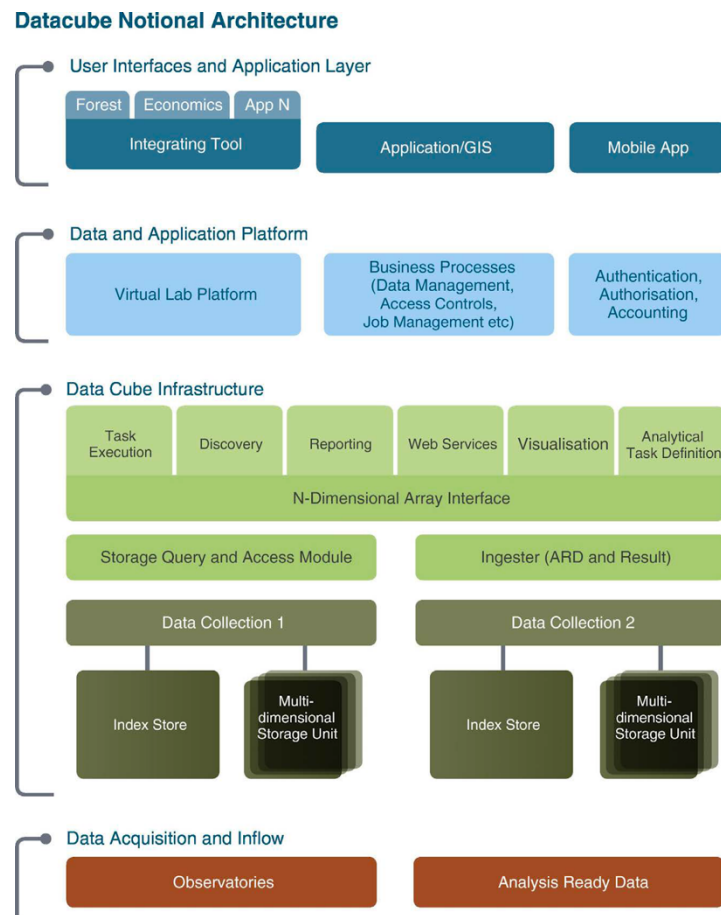 Datacube Notional Architecture
User Interfaces and Application Layer
Forest
Economics
App N
Integrating Tool
Application/GIS
Mobile App
Data and Application Platform
Virtual Lab Platform
Business Processes
(Data Management,
Access Controls,
Job Management etc)
Authentication,
Authorisation,
Accounting
Data Cube Infrastructure
Task
Execution
Discovery
Reporting
Web Services
Visualisation
Analytical
Task Definition
N-Dimensional Array Interface
Storage Query and Access Module
Ingester (ARD and Result)
Data Collection 1
Data Collection 2
Index Store
Multi-
dimensional
Storage Unit
Index Store
Multi-
dimensional
Storage Unit
Data Acquisition and Inflow
Observatories
Analysis Ready Data